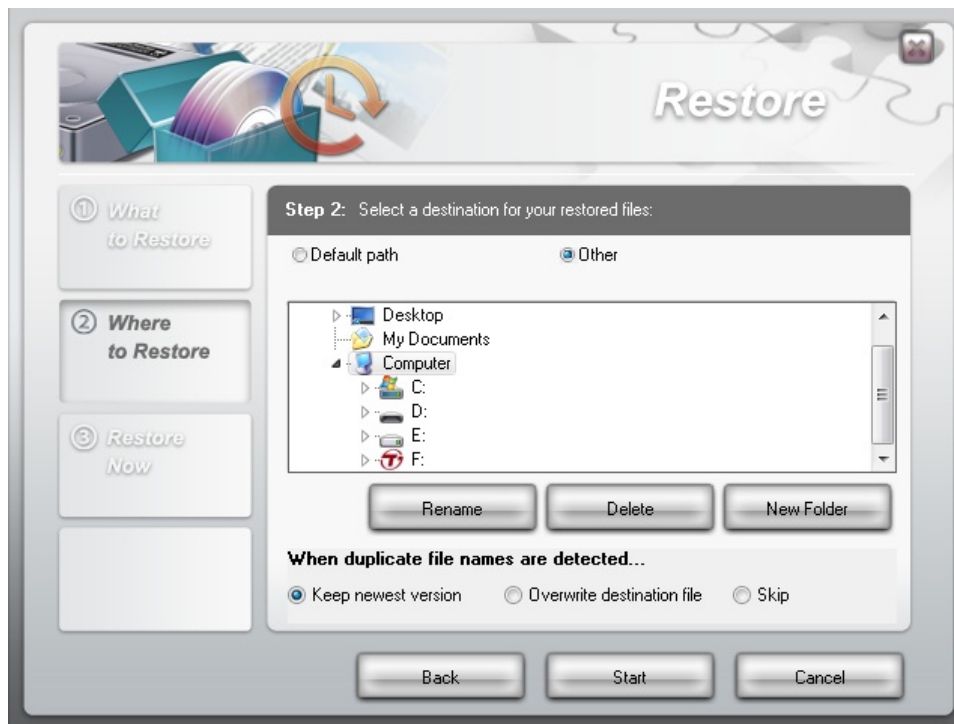 Restore
① What
to Restore
② Where
to Restore
③ Restore
Now
Step 2: Select a destination for your restored files:
Default path Other
Desktop
My Documents
Computer
C:
D:
E:
F:
Rename Delete New Folder
When duplicate file names are detected...
Keep newest version Overwrite destination file Skip
Back Start Cancel